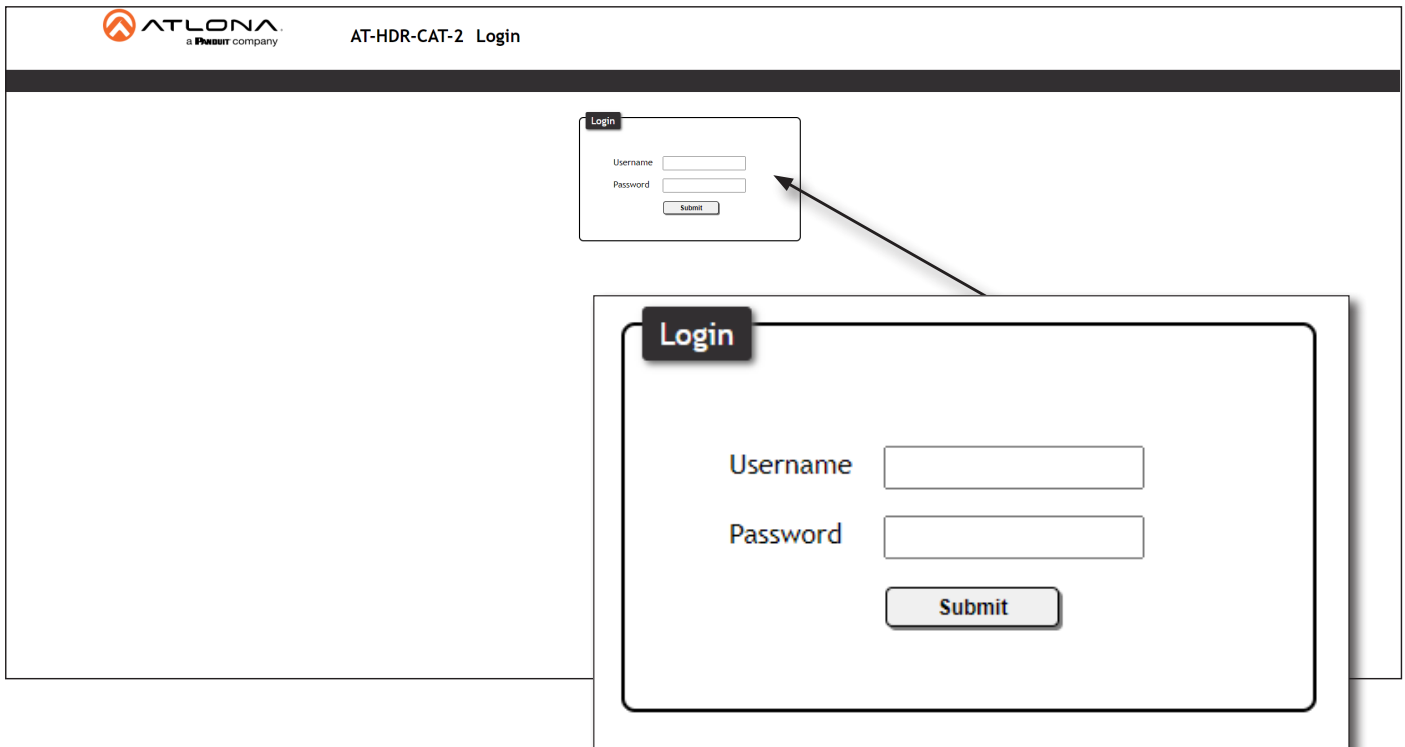 ATLONA.
a PANDUIT company
AT-HDR-CAT-2 Login
Login
Username
Password
Submit
Login
Username
Password
Submit